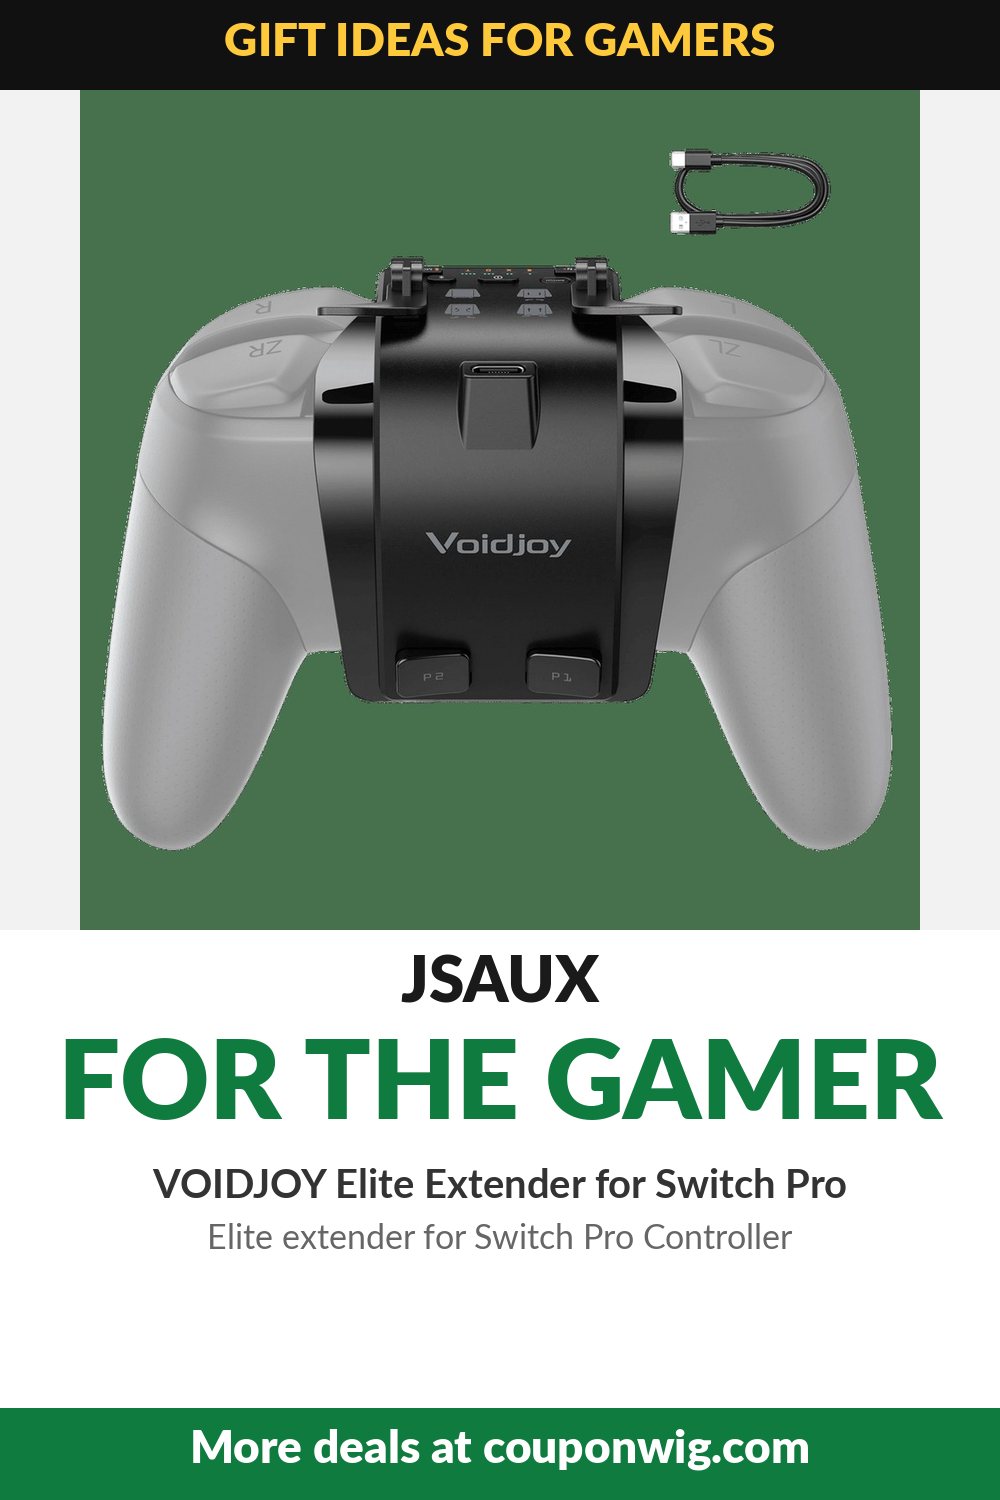 GIFT IDEAS FOR GAMERS
R
L
ZR
ZL
Voidjoy
P2
P1
JSAUX
FOR THE GAMER
VOIDJOY Elite Extender for Switch Pro
Elite extender for Switch Pro Controller
More deals at couponwig.com